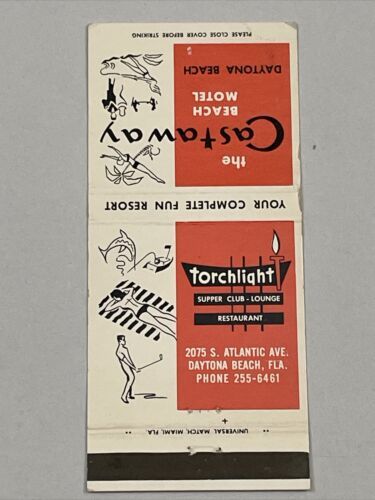 PLEASE CLOSE COVER BEFORE STRIKING
the
Castaway
BEACH
MOTEL
DAYTONA BEACH
YOUR COMPLETE FUN RESORT
torchlight
SUPPER CLUB - LOUNGE
RESTAURANT
2075 S. ATLANTIC AVE.
DAYTONA BEACH, FLA.
PHONE 255-6461
UNIVERSAL MATCH, MIAMI, FLA